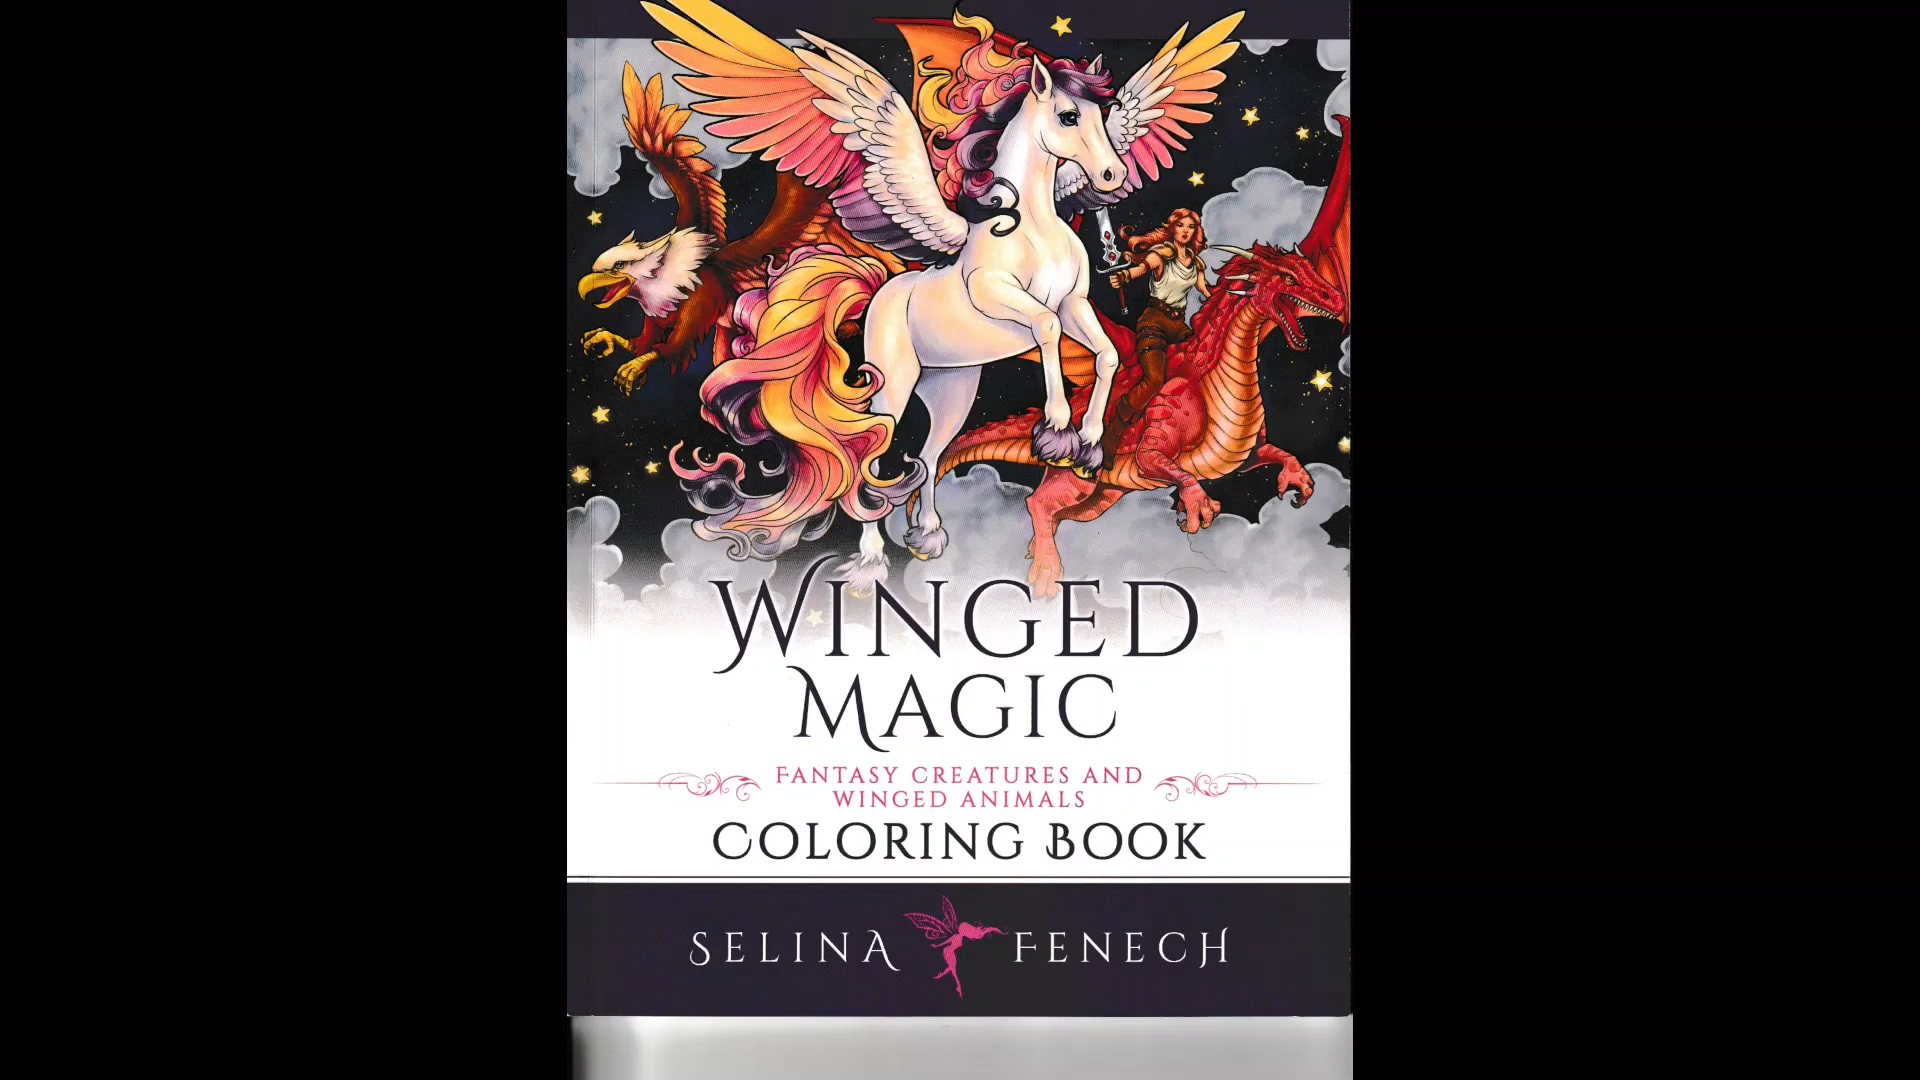 WINGED
MAGIC
FANTASY CREATURES AND
WINGED ANIMALS
COLORING BOOK
SELINA FENECH